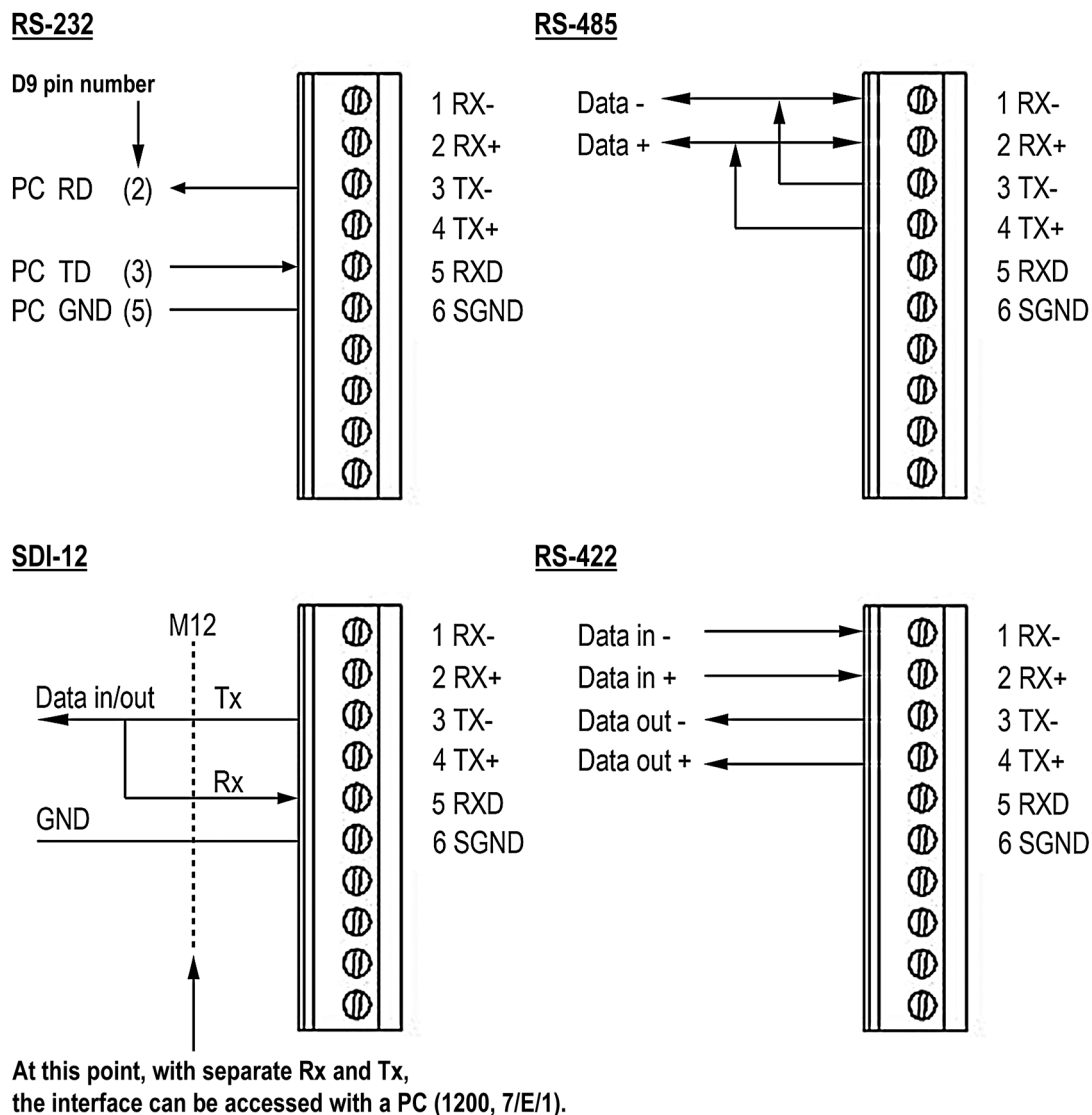 RS-232
D9 pin number
PC RD (2)
PC TD (3)
PC GND (5)
1 RX-
2 RX+
3 TX-
4 TX+
5 RXD
6 SGND
RS-485
Data -
Data +
1 RX-
2 RX+
3 TX-
4 TX+
5 RXD
6 SGND
SDI-12
M12
Data in/out
Tx
Rx
GND
1 RX-
2 RX+
3 TX-
4 TX+
5 RXD
6 SGND
At this point, with separate Rx and Tx,
the interface can be accessed with a PC (1200, 7/E/1).
RS-422
Data in -
Data in +
Data out -
Data out +
1 RX-
2 RX+
3 TX-
4 TX+
5 RXD
6 SGND